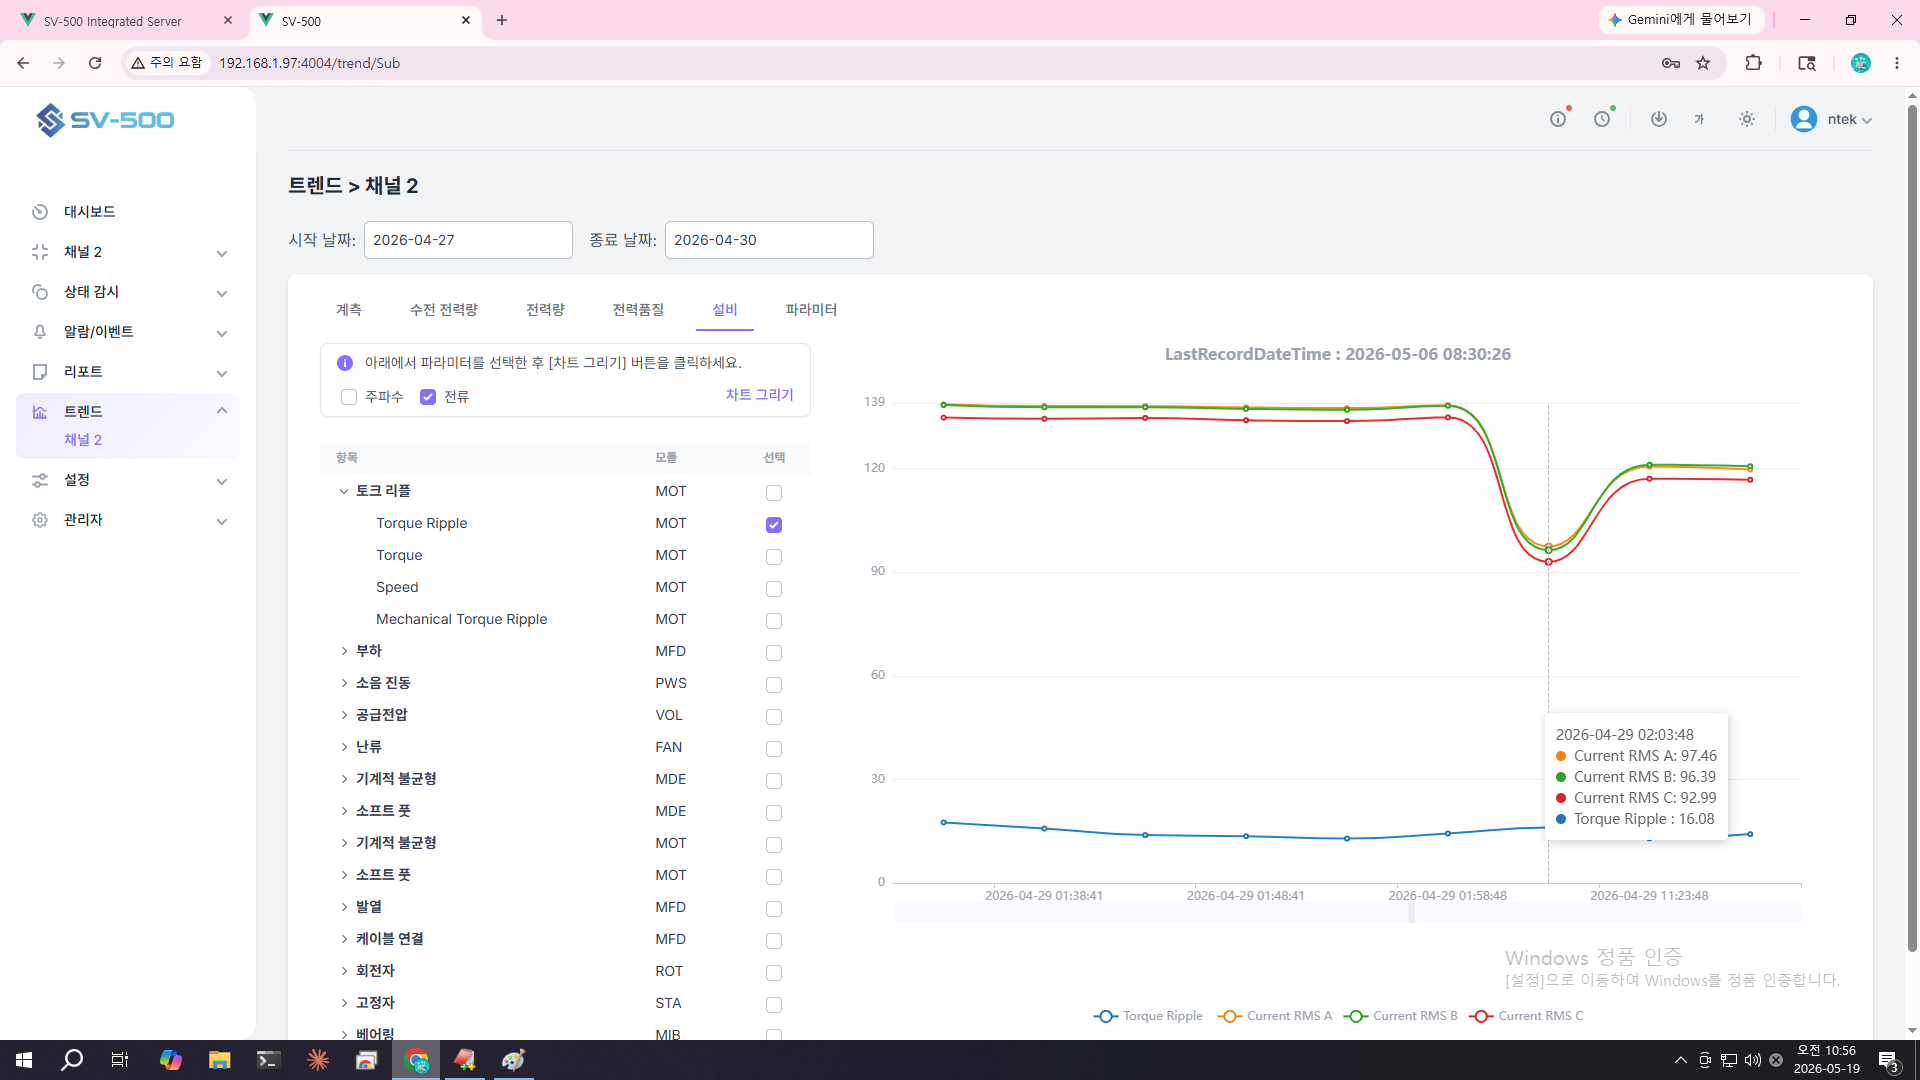 SV-500 Integrated Server
SV-500
Gemini에게 물어보기
주의 요함
192.168.1.97:4004/trend/Sub
SV-500
가
ntek
대시보드
채널 2
상태 감시
알람/이벤트
리포트
트렌드
채널 2
설정
관리자
트렌드 > 채널 2
시작 날짜: 2026-04-27 종료 날짜: 2026-04-30
계측 수전 전력량 전력량 전력품질 설비 파라미터
아래에서 파라미터를 선택한 후 [차트 그리기] 버튼을 클릭하세요.
주파수 전류 차트 그리기
항목 모듈 선택
토크 리플 MOT
Torque Ripple MOT
Torque MOT
Speed MOT
Mechanical Torque Ripple MOT
부하 MFD
소음 진동 PWS
공급전압 VOL
난류 FAN
기계적 불균형 MDE
소프트 풋 MDE
기계적 불균형 MOT
소프트 풋 MOT
발열 MFD
케이블 연결 MFD
회전자 ROT
고정자 STA
베어링 MIB
LastRecordDateTime : 2026-05-06 08:30:26
139
120
90
60
30
0
2026-04-29 01:38:41 2026-04-29 01:48:41 2026-04-29 01:58:48 2026-04-29 11:23:48
2026-04-29 02:03:48
Current RMS A: 97.46
Current RMS B: 96.39
Current RMS C: 92.99
Torque Ripple : 16.08
Windows 정품 인증
[설정]으로 이동하여 Windows를 정품 인증합니다.
Torque Ripple Current RMS A Current RMS B Current RMS C
오전 10:56
2026-05-19
3